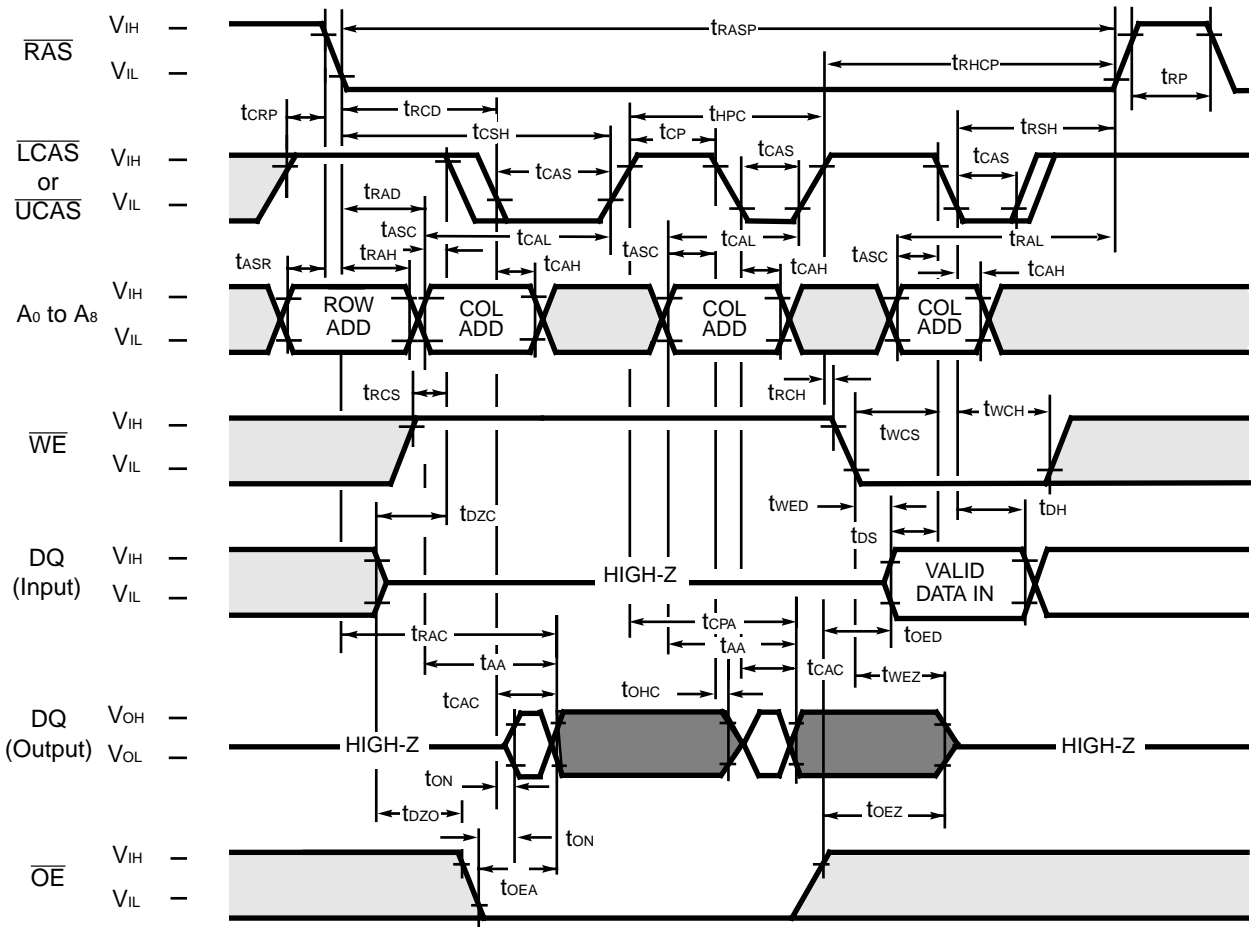 VIH
RAS
VIL
tRASP
tRHCP
tRP
tCRP
tRCD
tHPC
tCSH
tCP
tRSH
LCAS
or
UCAS
VIH
VIL
tCAS
tCAS
tCAS
tRAD
tASC
tCAL
tASC
tCAL
tASC
tRAL
tASR
tRAH
tCAH
tCAH
tCAH
A0 to A8
VIH
VIL
ROW
ADD
COL
ADD
COL
ADD
COL
ADD
tRCS
tRCH
WE
VIH
VIL
tWCS
tWCH
tDZC
tWED
tDS
tDH
DQ
(Input)
VIH
VIL
HIGH-Z
VALID
DATA IN
tRAC
tCPA
tOED
tAA
tAA
tCAC
tOHC
tCAC
tWEZ
DQ
(Output)
VOH
VOL
HIGH-Z
HIGH-Z
tON
tDZO
tON
tOEZ
OE
VIH
VIL
tOEA